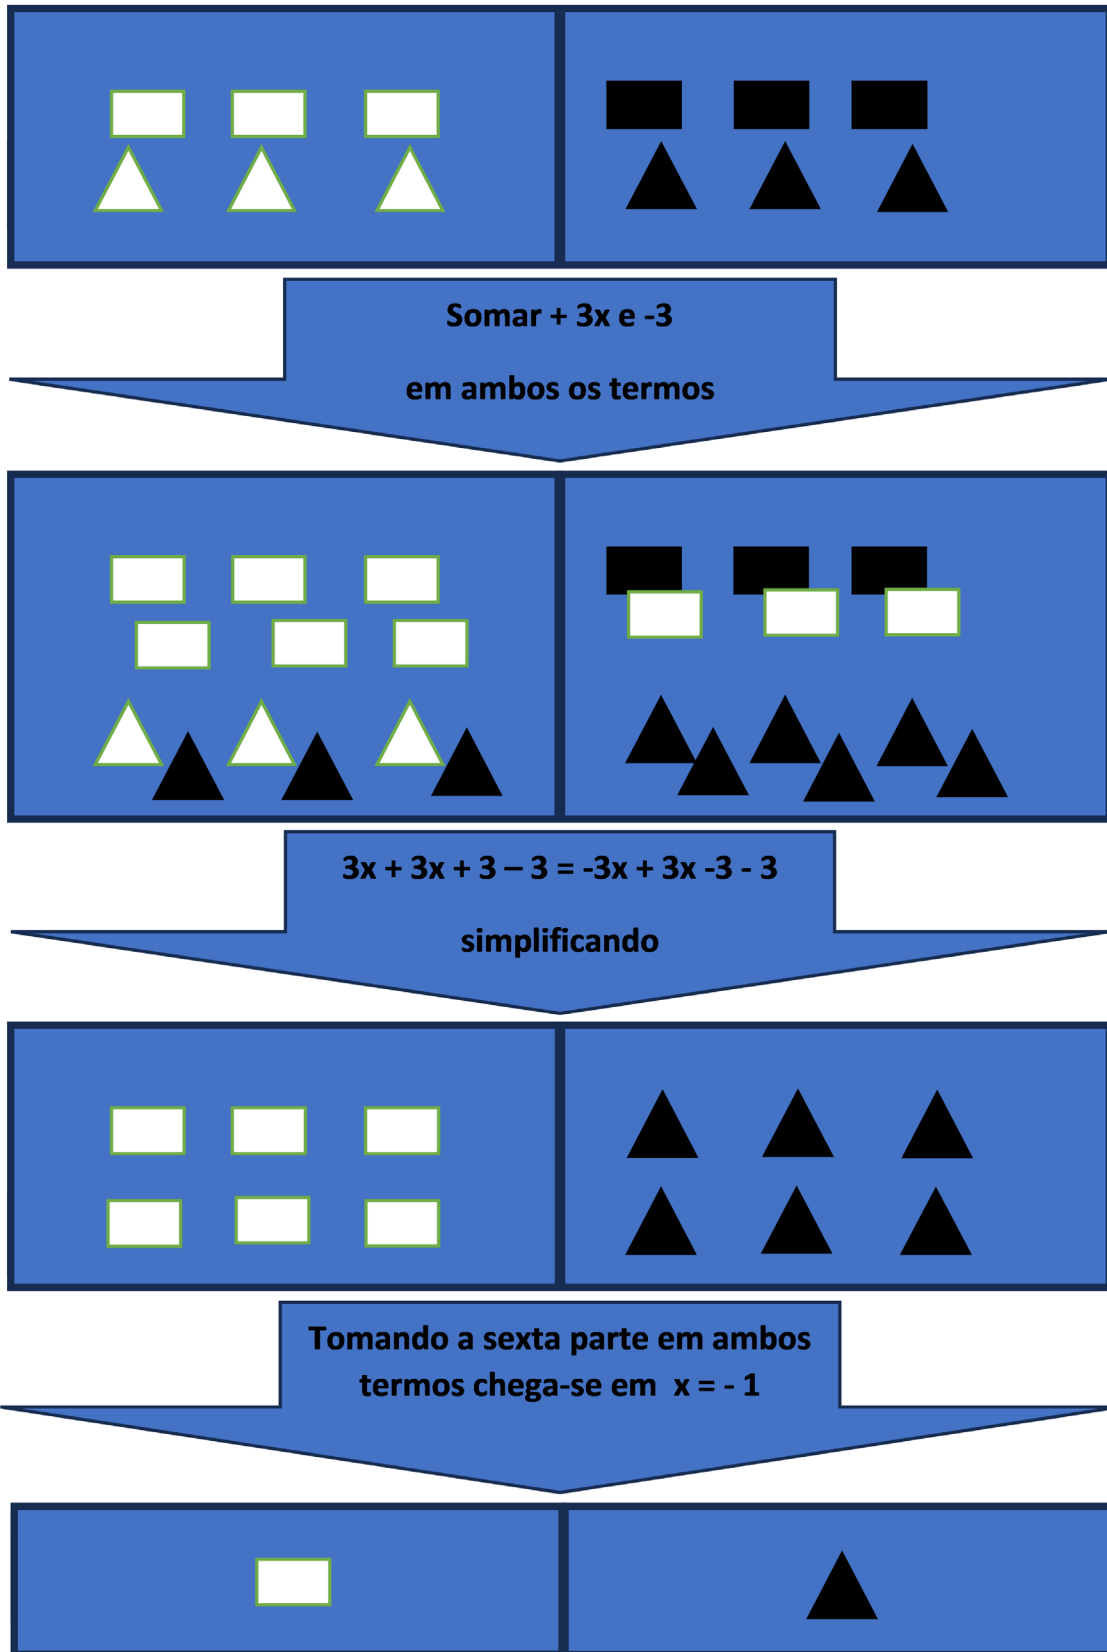 Somar + 3x e -3
em ambos os termos
3x + 3x + 3 – 3 = -3x + 3x -3 - 3
simplificando
Tomando a sexta parte em ambos
termos chega-se em  x = - 1